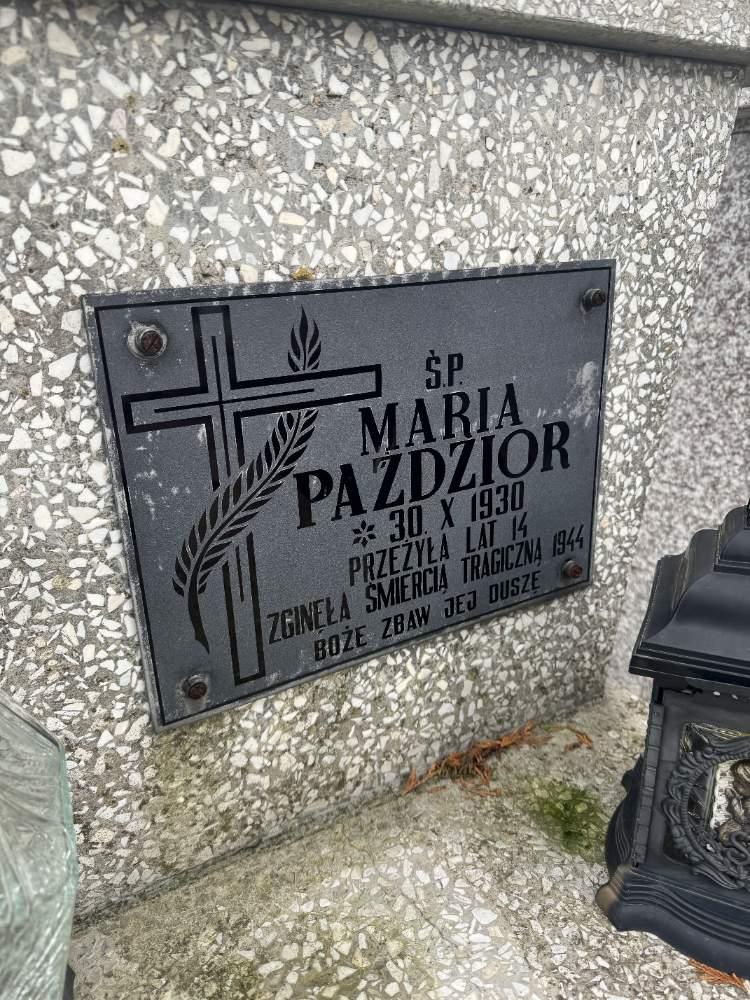 Ś.P.
MARIA
PAŹDZIOR
* 30 X 1930
PRZEŻYŁA LAT 14
ZGINĘŁA ŚMIERCIĄ TRAGICZNĄ 1944
BOŻE ZBAW JEJ DUSZĘ